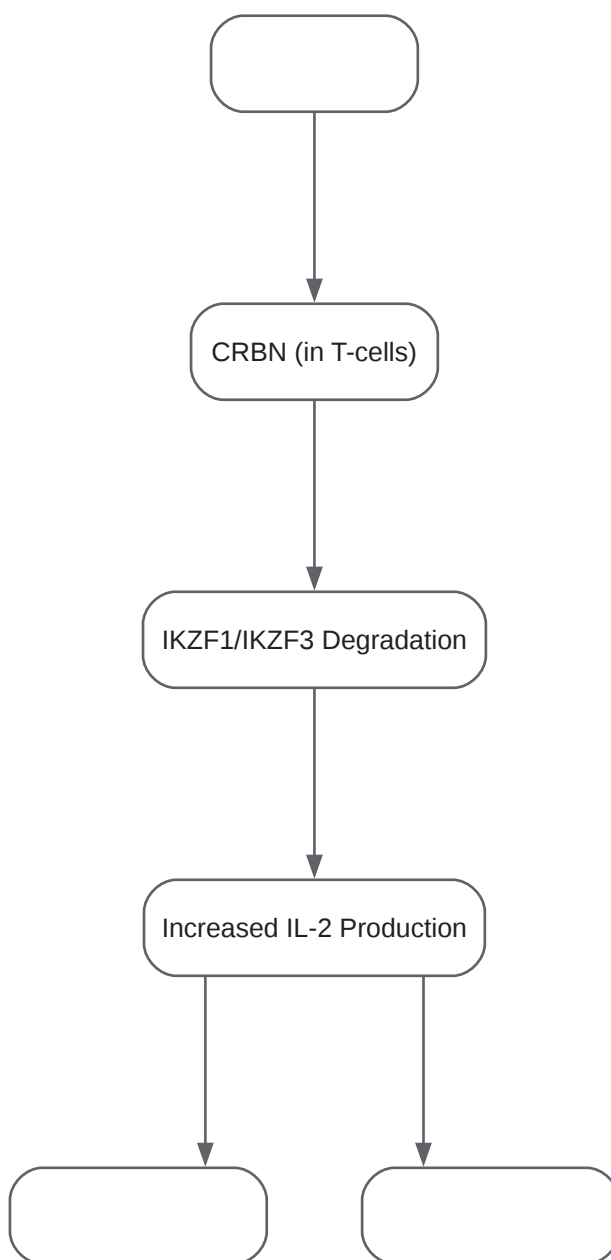 CRBN (in T-cells)
IKZF1/IKZF3 Degradation
Increased IL-2 Production